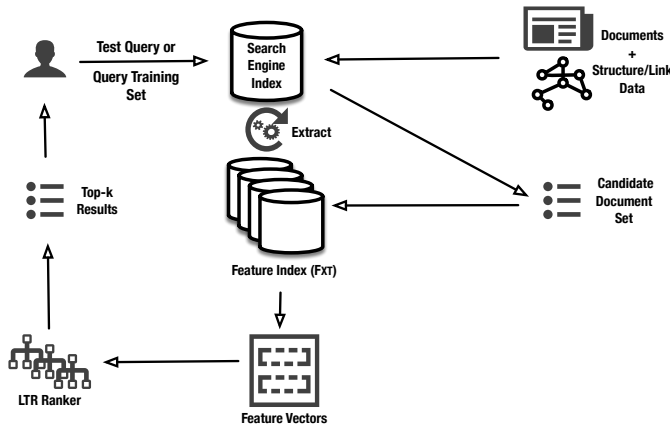 Test Query or
Query Training
Set
Search
Engine
Index
Documents
+
Structure/Link
Data
Extract
Top-k
Results
Candidate
Document
Set
Feature Index (FXT)
LTR Ranker
Feature Vectors